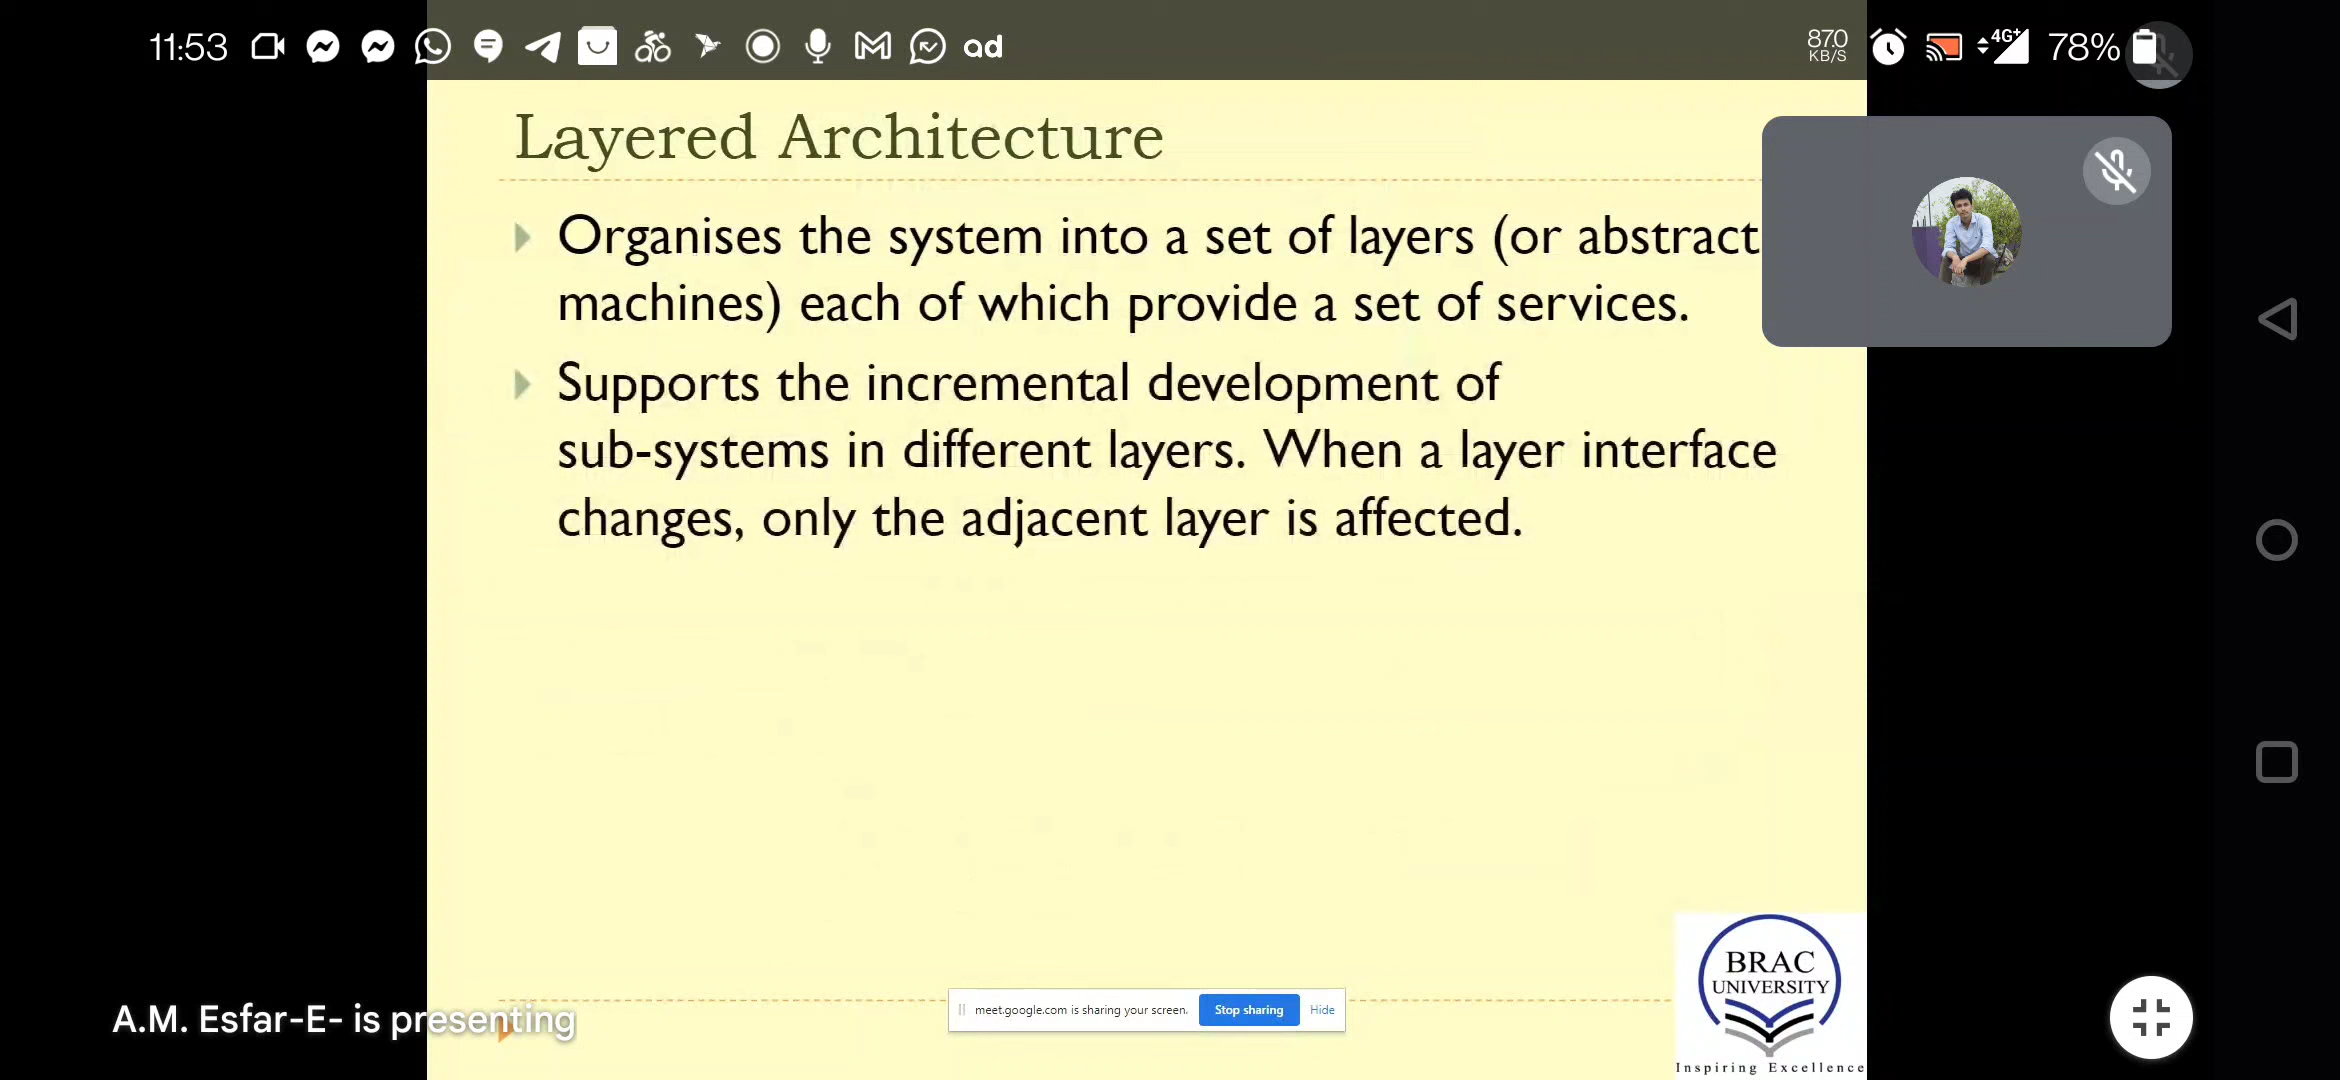 11:53
ad
87.0
KB/S
4G+
78%
Layered Architecture
Organises the system into a set of layers (or abstract
machines) each of which provide a set of services.
Supports the incremental development of
sub-systems in different layers. When a layer interface
changes, only the adjacent layer is affected.
BRAC
UNIVERSITY
Inspiring Excellence
meet.google.com is sharing your screen.
Stop sharing
Hide
A.M. Esfar-E- is presenting